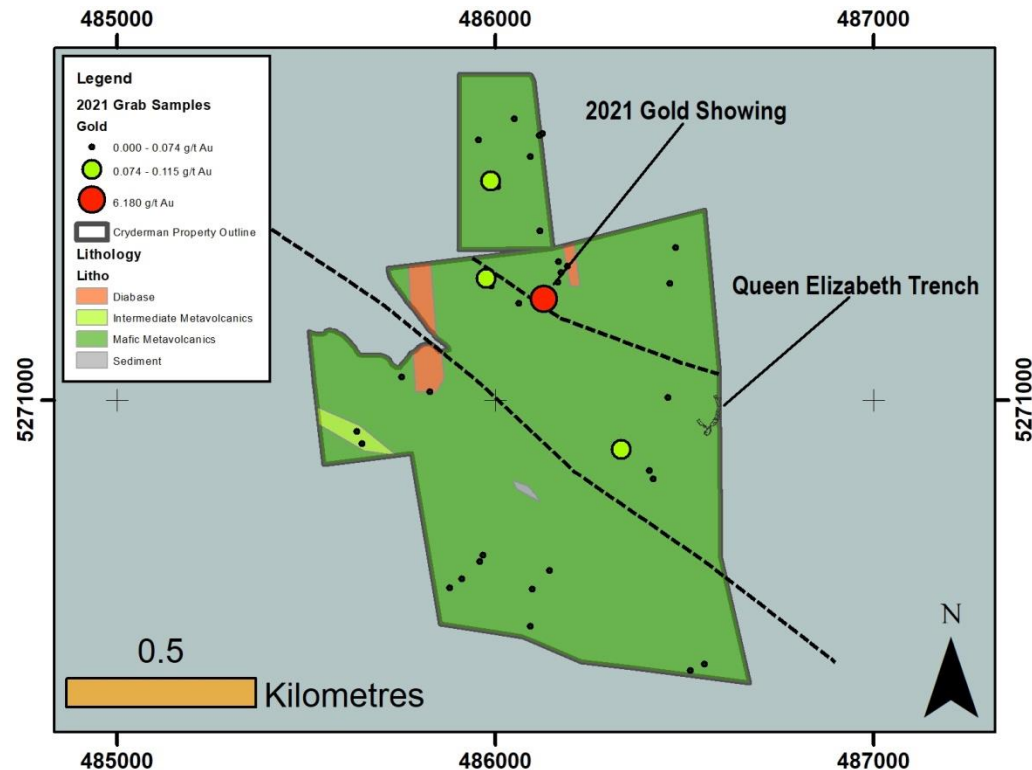 485000
486000
487000
Legend
2021 Grab Samples
Gold
0.000 - 0.074 g/t Au
0.074 - 0.115 g/t Au
6.180 g/t Au
Cryderman Property Outline
Lithology
Litho
Diabase
Intermediate Metavolcanics
Mafic Metavolcanics
Sediment
2021 Gold Showing
Queen Elizabeth Trench
5271000
5271000
0.5
Kilometres
N
485000
486000
487000